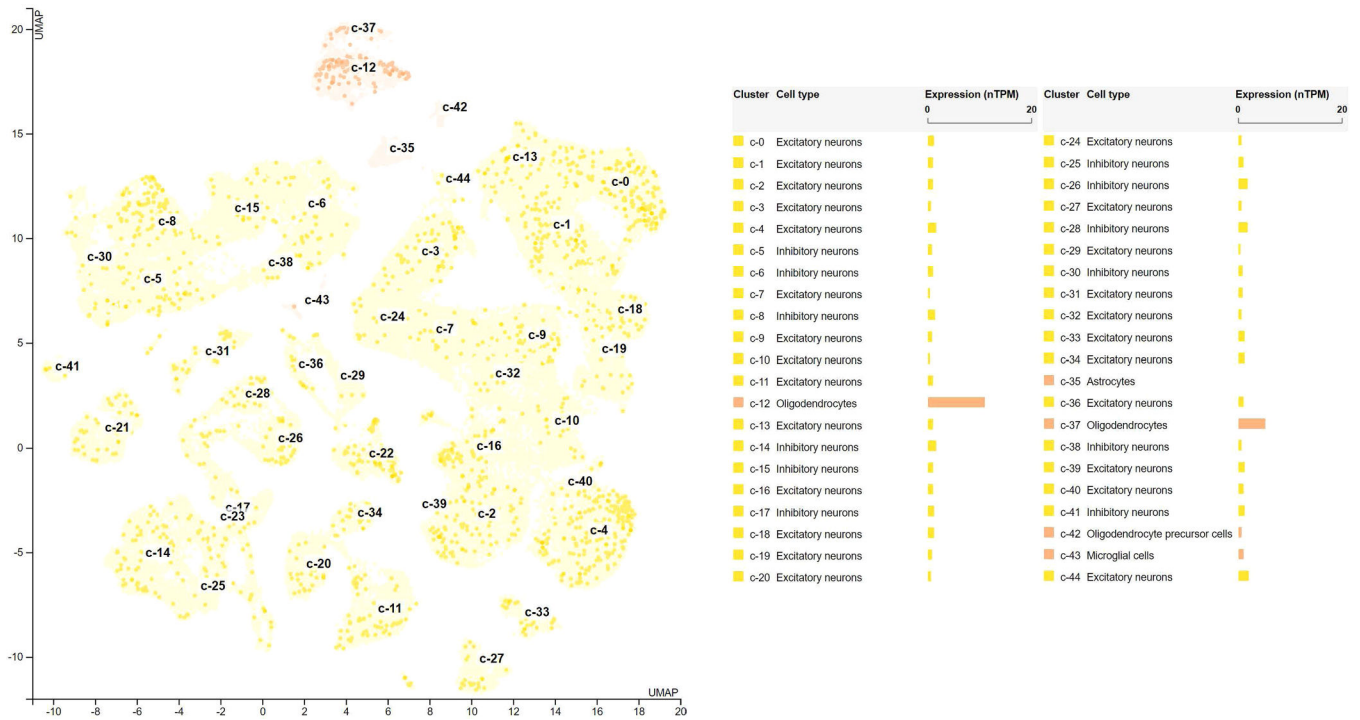 UMAP
20
15
10
5
0
-5
-10
-10 -8 -6 -4 -2 0 2 4 6 8 10 12 14 16 18 20
UMAP
c-37
c-12
c-42
c-35
c-13
c-44
c-0
c-6
c-15
c-8
c-1
c-3
c-30
c-38
c-5
c-43
c-24
c-7
c-18
c-9
c-19
c-31
c-36
c-41
c-29
c-32
c-28
c-10
c-21
c-26
c-16
c-22
c-40
c-17
c-39
c-23
c-34
c-2
c-4
c-14
c-20
c-25
c-11
c-33
c-27
Cluster Cell type Expression (nTPM)
0 20
c-0 Excitatory neurons
c-1 Excitatory neurons
c-2 Excitatory neurons
c-3 Excitatory neurons
c-4 Excitatory neurons
c-5 Inhibitory neurons
c-6 Inhibitory neurons
c-7 Excitatory neurons
c-8 Inhibitory neurons
c-9 Excitatory neurons
c-10 Excitatory neurons
c-11 Excitatory neurons
c-12 Oligodendrocytes
c-13 Excitatory neurons
c-14 Inhibitory neurons
c-15 Inhibitory neurons
c-16 Excitatory neurons
c-17 Inhibitory neurons
c-18 Excitatory neurons
c-19 Excitatory neurons
c-20 Excitatory neurons
Cluster Cell type Expression (nTPM)
0 20
c-24 Excitatory neurons
c-25 Inhibitory neurons
c-26 Inhibitory neurons
c-27 Excitatory neurons
c-28 Inhibitory neurons
c-29 Excitatory neurons
c-30 Inhibitory neurons
c-31 Excitatory neurons
c-32 Excitatory neurons
c-33 Excitatory neurons
c-34 Excitatory neurons
c-35 Astrocytes
c-36 Excitatory neurons
c-37 Oligodendrocytes
c-38 Inhibitory neurons
c-39 Excitatory neurons
c-40 Excitatory neurons
c-41 Inhibitory neurons
c-42 Oligodendrocyte precursor cells
c-43 Microglial cells
c-44 Excitatory neurons